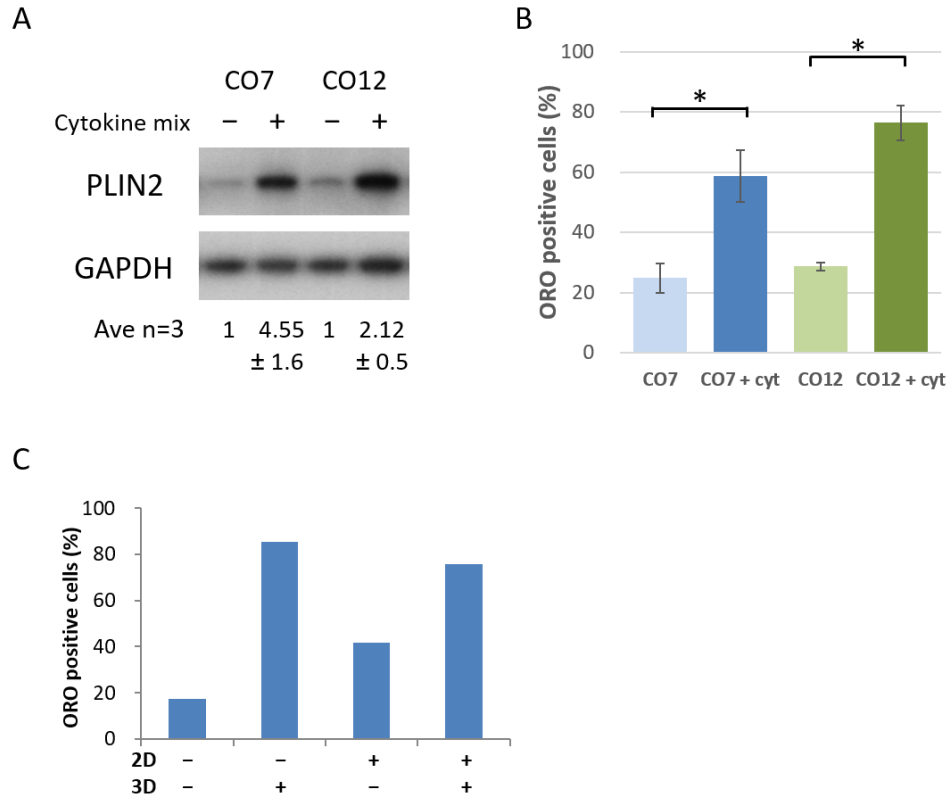 A
CO7 CO12
Cytokine mix − + − +
PLIN2
GAPDH
Ave n=3 1 4.55 1 2.12
± 1.6 ± 0.5
B
ORO positive cells (%)
100
80
60
40
20
0
* *
CO7 CO7 + cyt CO12 CO12 + cyt
C
ORO positive cells (%)
100
80
60
40
20
0
2D − − + +
3D − + − +